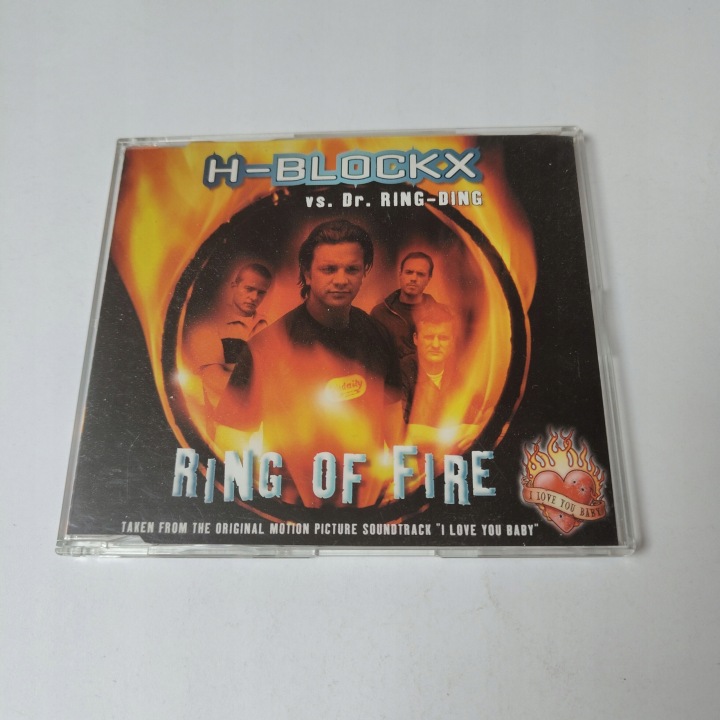 H-BLOCKX
vs. Dr. RING-DING
RING OF FIRE
I LOVE YOU BABY
TAKEN FROM THE ORIGINAL MOTION PICTURE SOUNDTRACK "I LOVE YOU BABY"